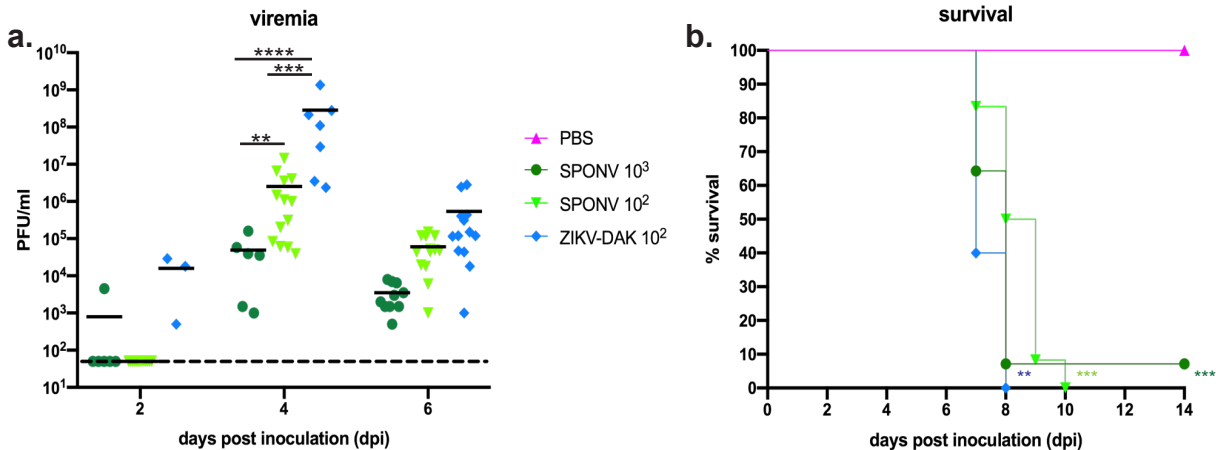 a.
viremia
10^10
10^9
10^8
10^7
10^6
10^5
10^4
10^3
10^2
10^1
PFU/ml
****
***
**
2 4 6
days post inoculation (dpi)
PBS
SPONV 10^3
SPONV 10^2
ZIKV-DAK 10^2
b.
survival
100
90
80
70
60
50
40
30
20
10
0
% survival
** *** ***
0 2 4 6 8 10 12 14
days post inoculation (dpi)